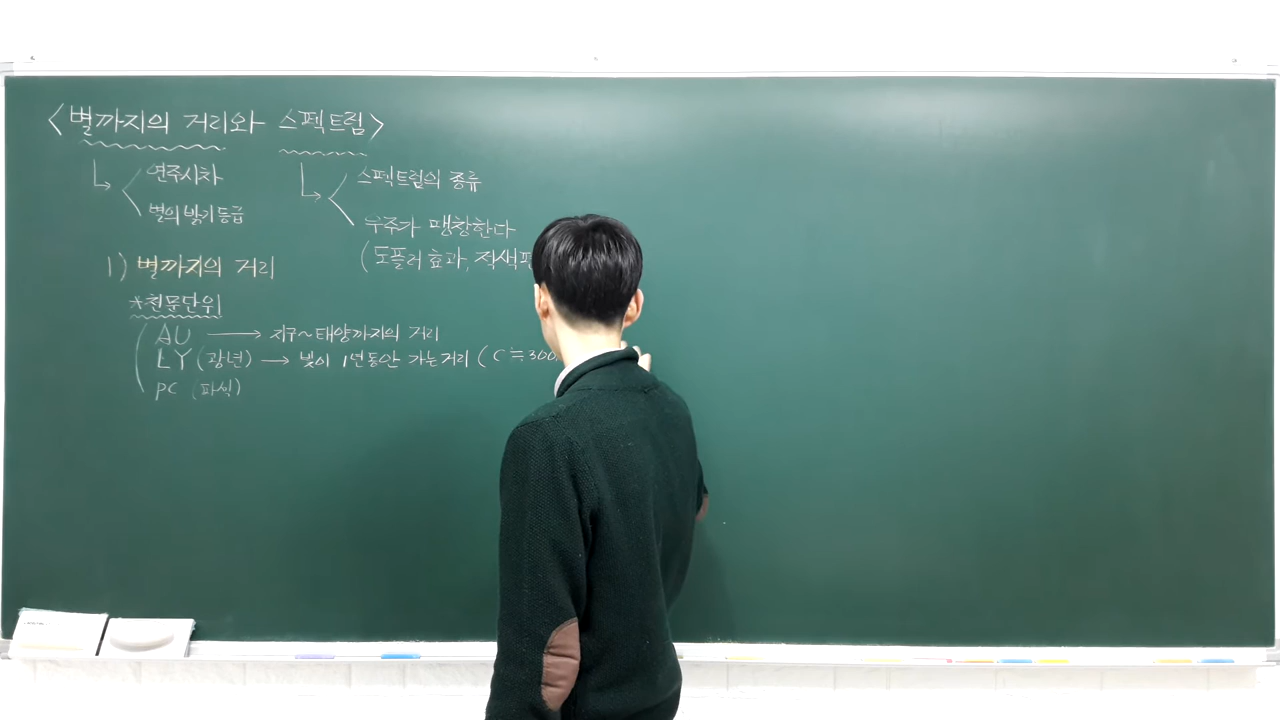 <별까지의 거리와 스펙트럼>
연주시차
별의 밝기등급
스펙트럼의 종류
우주가 팽창한다
(도플러 효과, 적색편
1) 별까지의 거리
*천문단위
AU → 지구~태양까지의 거리
LY (광년) → 빛이 1년동안 가는거리 (C≒300,
PC (파섹)